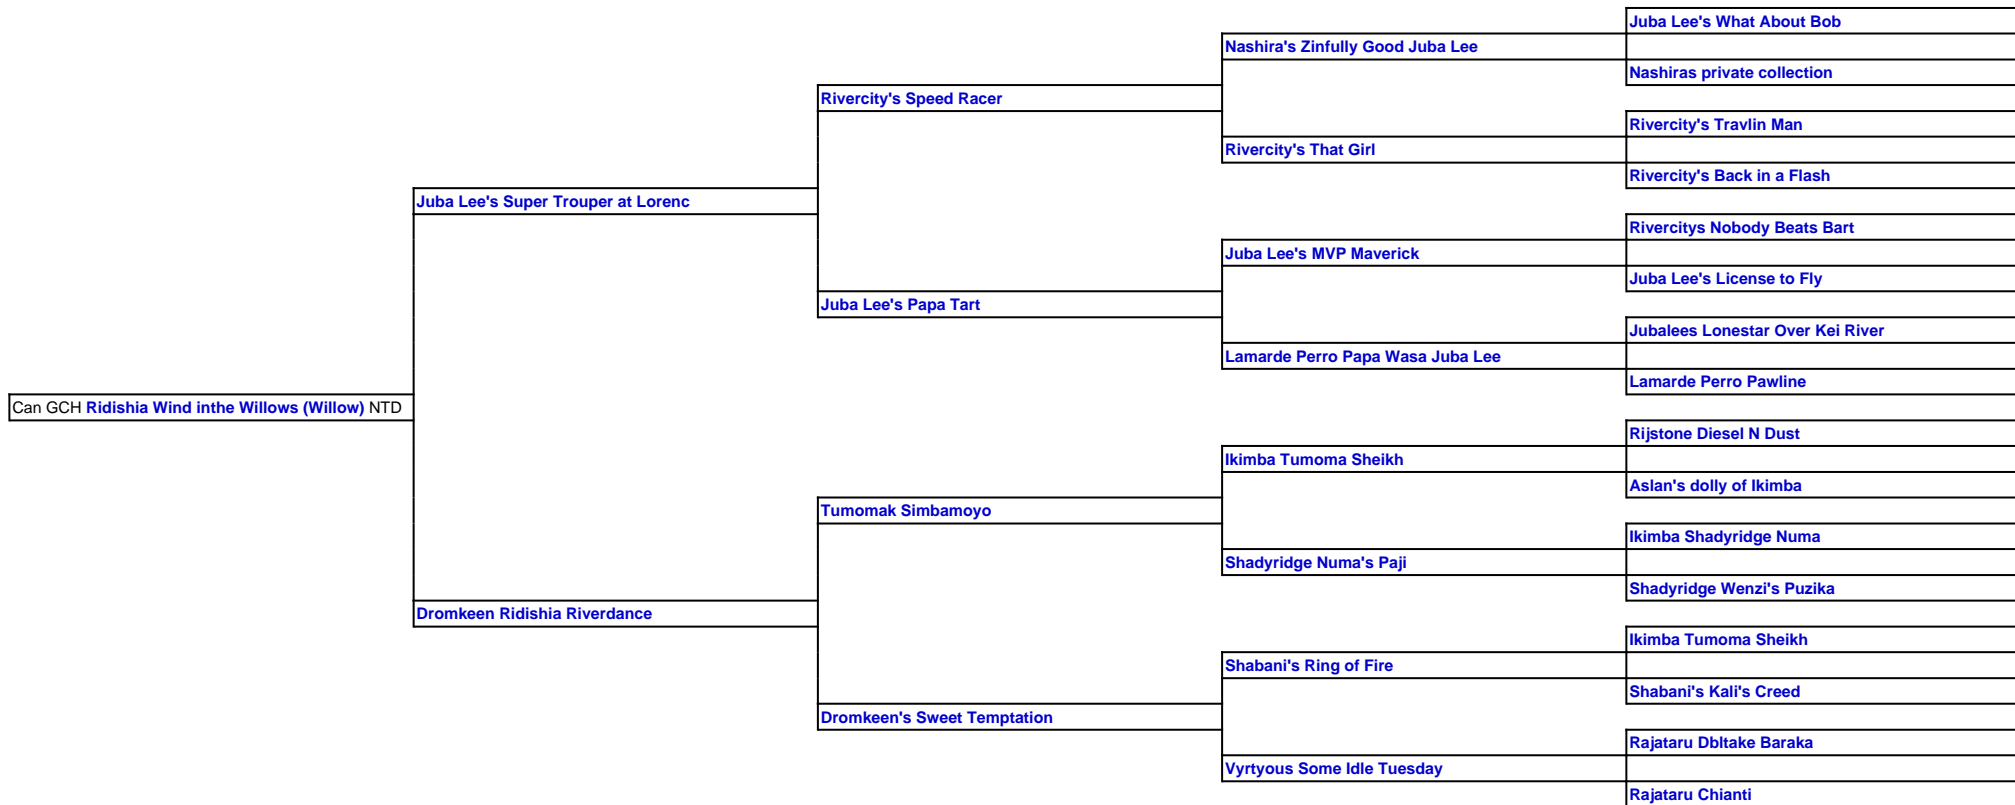 Juba Lee's What About Bob
Nashira's Zinfully Good Juba Lee
Nashiras private collection
Rivercity's Speed Racer
Rivercity's Travlin Man
Rivercity's That Girl
Rivercity's Back in a Flash
Juba Lee's Super Trouper at Lorenc
Rivercitys Nobody Beats Bart
Juba Lee's MVP Maverick
Juba Lee's License to Fly
Juba Lee's Papa Tart
Jubalees Lonestar Over Kei River
Lamarde Perro Papa Wasa Juba Lee
Lamarde Perro Pawline
Can GCH Ridishia Wind inthe Willows (Willow) NTD
Rijstone Diesel N Dust
Ikimba Tumoma Sheikh
Aslan's dolly of Ikimba
Tumomak Simbamoyo
Ikimba Shadyridge Numa
Shadyridge Numa's Paji
Shadyridge Wenzi's Puzika
Dromkeen Ridishia Riverdance
Ikimba Tumoma Sheikh
Shabani's Ring of Fire
Shabani's Kali's Creed
Dromkeen's Sweet Temptation
Rajataru Dbltake Baraka
Vyrtyous Some Idle Tuesday
Rajataru Chianti